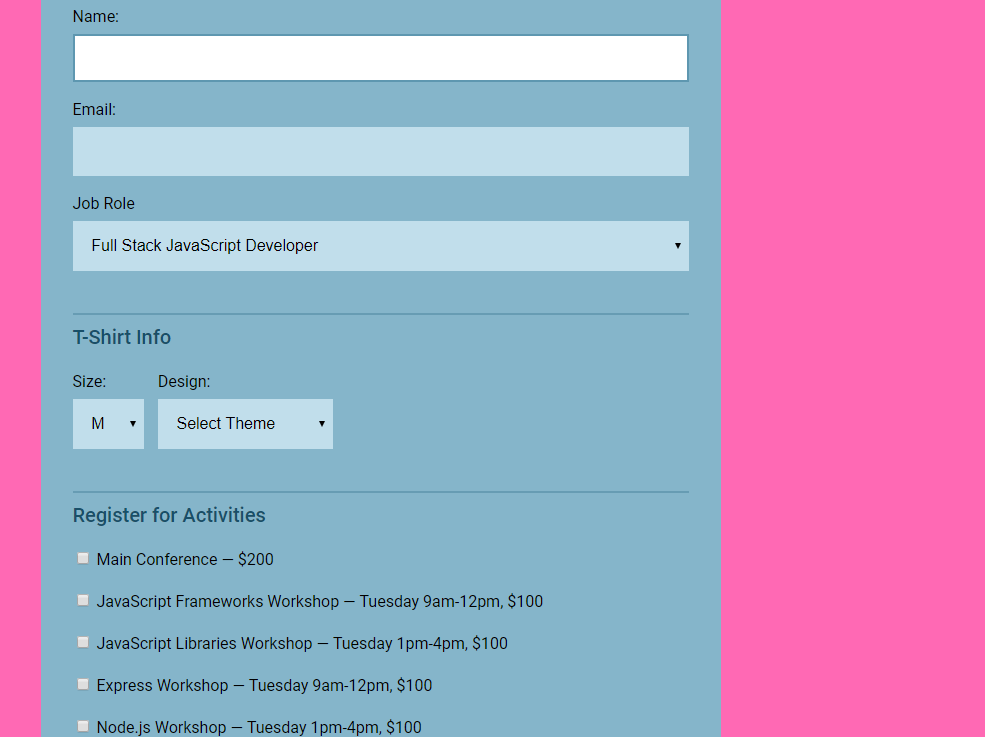 Name:
Email:
Job Role
Full Stack JavaScript Developer
T-Shirt Info
Size: Design:
M Select Theme
Register for Activities
Main Conference — $200
JavaScript Frameworks Workshop — Tuesday 9am-12pm, $100
JavaScript Libraries Workshop — Tuesday 1pm-4pm, $100
Express Workshop — Tuesday 9am-12pm, $100
Node.js Workshop — Tuesday 1pm-4pm, $100